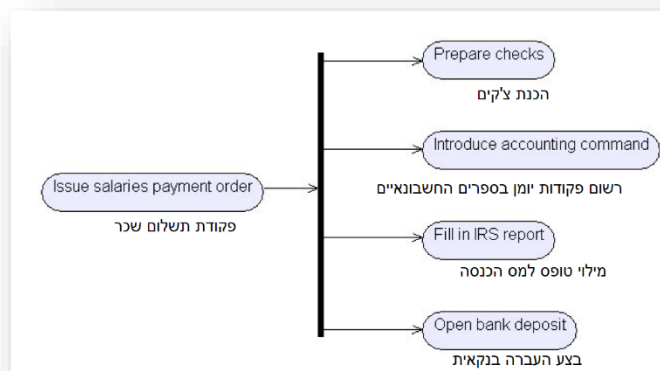 Prepare checks
הכנת צ'קים
Introduce accounting command
רשום פקודות יומן בספרים החשבונאיים
Issue salaries payment order
פקודת תשלום שכר
Fill in IRS report
מילוי טופס למס הכנסה
Open bank deposit
בצע העברה בנקאית